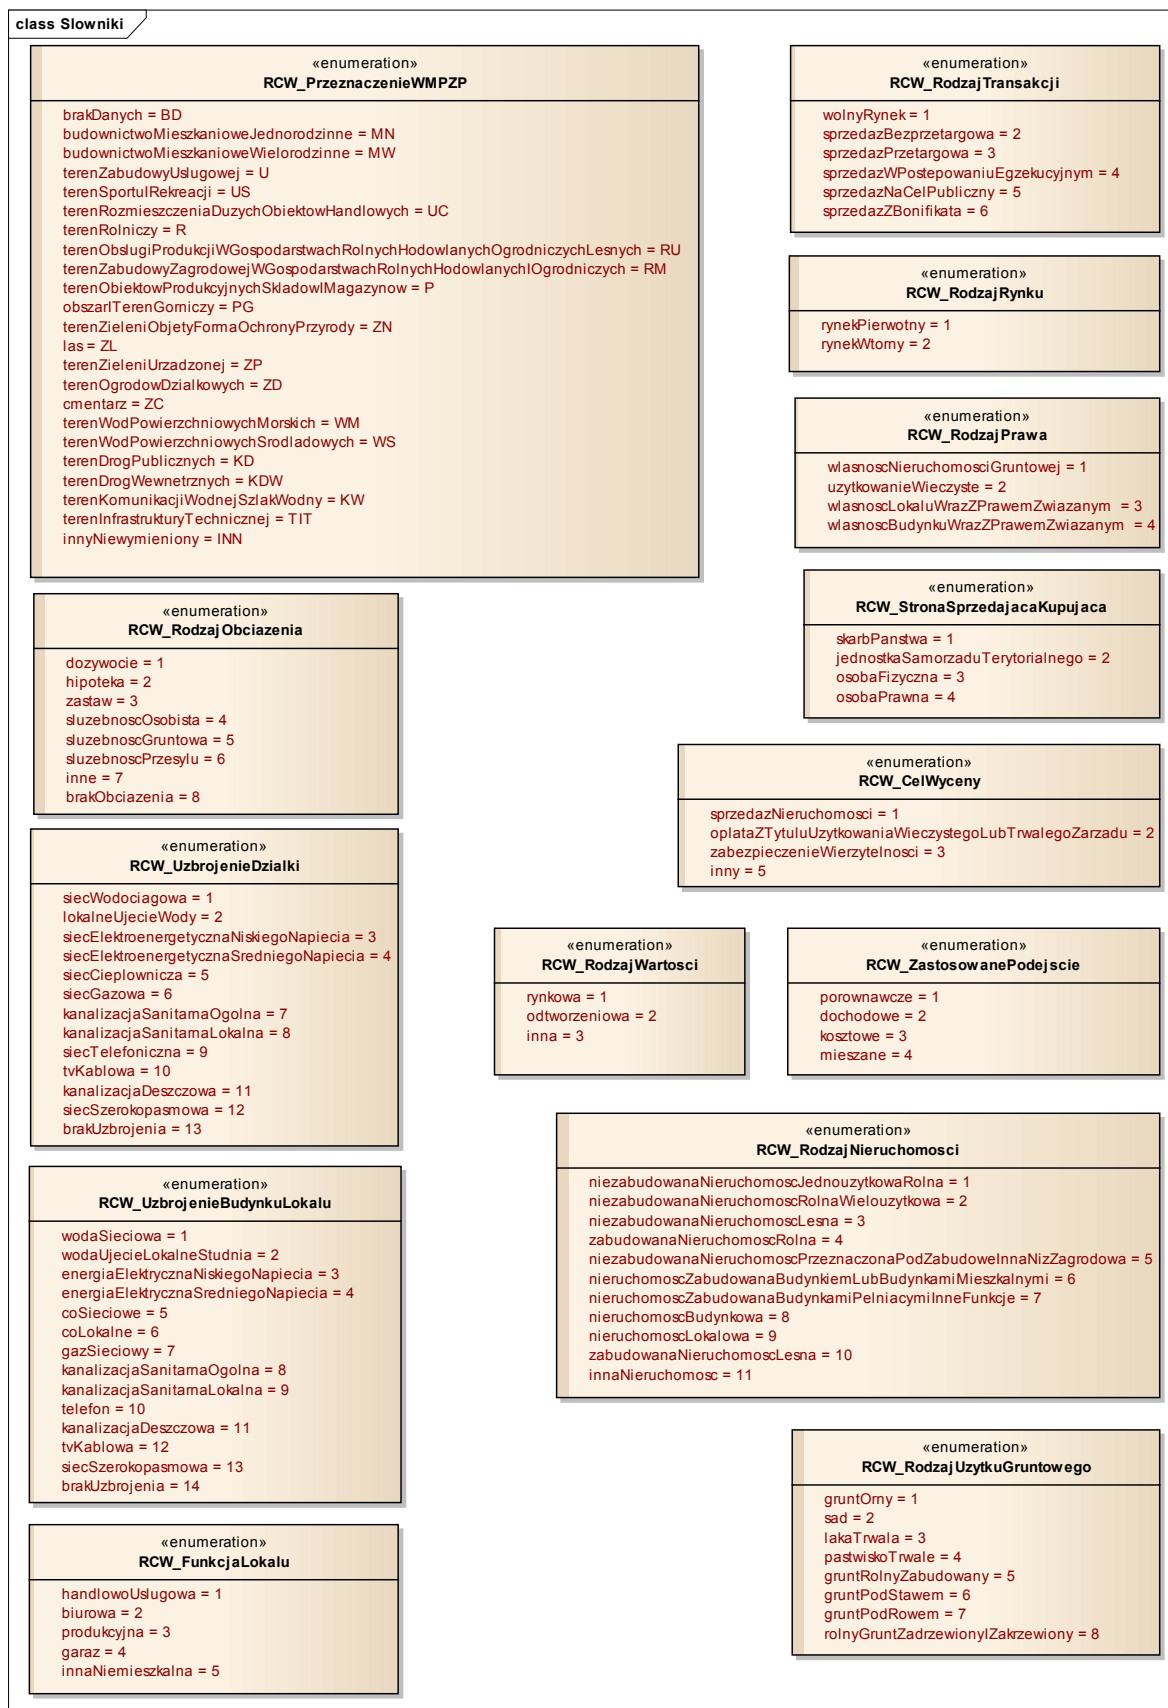 class Slowniki
«enumeration»
RCW_PrzeznaczenieWMPZP
brakDanych = BD
budownictwoMieszkanioweJednorodzinne = MN
budownictwoMieszkanioweWielorodzinne = MW
terenZabudowyUslugowej = U
terenSportuIRekreacji = US
terenRozmieszczeniaDuzychObiektowHandlowych = UC
terenRolniczy = R
terenObslugiProdukcjiWGospodarstwachRolnychHodowlanychOgrodniczychLesnych = RU
terenZabudowyZagrodowejWGospodarstwachRolnychHodowlanychIOgrodniczych = RM
terenObiektowProdukcyjnychSkladowIMagazynow = P
obszarITerenGorniczy = PG
terenZieleniObjetyFormaOchronyPrzyrody = ZN
las = ZL
terenZieleniUrzadzonej = ZP
terenOgrodowDzialkowych = ZD
cmentarz = ZC
terenWodPowierzchniowychMorskich = WM
terenWodPowierzchniowychSrodladowych = WS
terenDrogPublicznych = KD
terenDrogWewnetrznych = KDW
terenKomunikacjiWodnejSzlakWodny = KW
terenInfrastrukturyTechnicznej = TIT
innyNiewymieniony = INN
«enumeration»
RCW_RodzajTransakcji
wolnyRynek = 1
sprzedazBezprzetargowa = 2
sprzedazPrzetargowa = 3
sprzedazWPostepowaniuEgzekucyjnym = 4
sprzedazNaCelPubliczny = 5
sprzedazZBonifikata = 6
«enumeration»
RCW_RodzajRynku
rynekPierwotny = 1
rynekWtorny = 2
«enumeration»
RCW_RodzajPrawa
wlasnoscNieruchomosciGruntowej = 1
uzytkowanieWieczyste = 2
wlasnoscLokaluWrazZPrawemZwiazanym = 3
wlasnoscBudynkuWrazZPrawemZwiazanym = 4
«enumeration»
RCW_StronaSprzedajacaKupujaca
skarbPanstwa = 1
jednostkaSamorzaduTerytorialnego = 2
osobaFizyczna = 3
osobaPrawna = 4
«enumeration»
RCW_RodzajObciazenia
dozywocie = 1
hipoteka = 2
zastaw = 3
sluzebnoscOsobista = 4
sluzebnoscGruntowa = 5
sluzebnoscPrzesylu = 6
inne = 7
brakObciazenia = 8
«enumeration»
RCW_CelWyceny
sprzedazNieruchomosci = 1
oplataZTytuluUzytkowaniaWieczystegoLubTrwalegoZarzadu = 2
zabezpieczenieWierzytelnosci = 3
inny = 5
«enumeration»
RCW_UzbrojenieDzialki
siecWodociagowa = 1
lokalneUjecieWody = 2
siecElektroenergetycznaNiskiegoNapiecia = 3
siecElektroenergetycznaSredniegoNapiecia = 4
siecCieplownicza = 5
siecGazowa = 6
kanalizacjaSanitarnaOgolna = 7
kanalizacjaSanitarnaLokalna = 8
siecTelefoniczna = 9
tvKablowa = 10
kanalizacjaDeszczowa = 11
siecSzerokopasmowa = 12
brakUzbrojenia = 13
«enumeration»
RCW_RodzajWartosci
rynkowa = 1
odtworzeniowa = 2
inna = 3
«enumeration»
RCW_ZastosowanePodejscie
porownawcze = 1
dochodowe = 2
kosztowe = 3
mieszane = 4
«enumeration»
RCW_RodzajNieruchomosci
niezabudowanaNieruchomoscJednouzytkowaRolna = 1
niezabudowanaNieruchomoscRolnaWielouzytkowa = 2
niezabudowanaNieruchomoscLesna = 3
zabudowanaNieruchomoscRolna = 4
niezabudowanaNieruchomoscPrzeznaczonaPodZabudoweInnaNizZagrodowa = 5
nieruchomoscZabudowanaBudynkiemLubBudynkamiMieszkalnymi = 6
nieruchomoscZabudowanaBudynkamiPelniacymiInneFunkcje = 7
nieruchomoscBudynkowa = 8
nieruchomoscLokalowa = 9
zabudowanaNieruchomoscLesna = 10
innaNieruchomosc = 11
«enumeration»
RCW_UzbrojenieBudynkuLokalu
wodaSieciowa = 1
wodaUjecieLokalneStudnia = 2
energiaElektrycznaNiskiegoNapiecia = 3
energiaElektrycznaSredniegoNapiecia = 4
coSieciowe = 5
coLokalne = 6
gazSieciowy = 7
kanalizacjaSanitarnaOgolna = 8
kanalizacjaSanitarnaLokalna = 9
telefon = 10
kanalizacjaDeszczowa = 11
tvKablowa = 12
siecSzerokopasmowa = 13
brakUzbrojenia = 14
«enumeration»
RCW_RodzajUzytkuGruntowego
gruntOrny = 1
sad = 2
lakaTrwala = 3
pastwiskoTrwale = 4
gruntRolnyZabudowany = 5
gruntPodStawem = 6
gruntPodRowem = 7
rolnyGruntZadrzewionyIZakrzewiony = 8
«enumeration»
RCW_FunkcjaLokalu
handlowoUslugowa = 1
biurowa = 2
produkcyjna = 3
garaz = 4
innaNiemieszkalna = 5